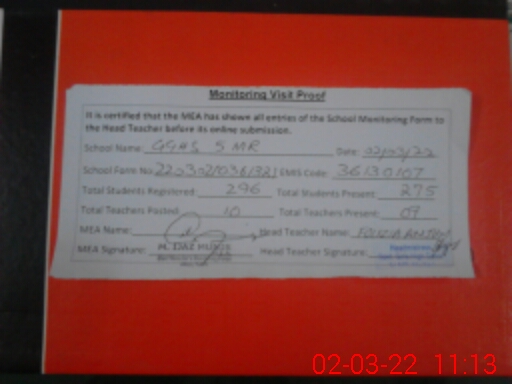 Monitoring Visit Proof
It is certified that the MEA has shown all entries of the School Monitoring Form to
the Head Teacher before its online submission.
School Name: GGHS 5 MR Date: 02/03/22
School Form No. EMIS Code: 36130107
Total Students Registered: 296 Total Students Present: 275
Total Teachers Posted: 10 Total Teachers Present: 09
MEA Name: Head Teacher Name:
MEA Signature: Head Teacher Signature:
02-03-22 11:13